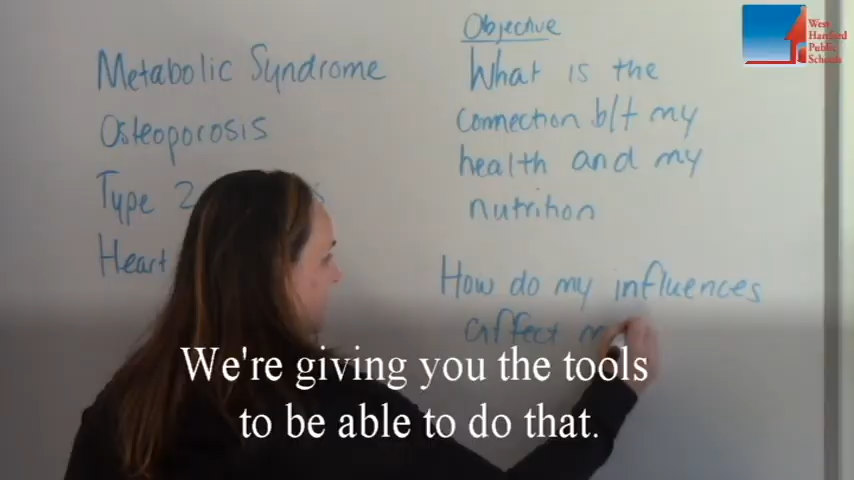 Metabolic Syndrome
Osteoporosis
Type 2
Heart
Objective
What is the
connection b/t my
health and my
nutrition
How do my influences
affect
West
Hartford
Public
Schools
We're giving you the tools
to be able to do that.